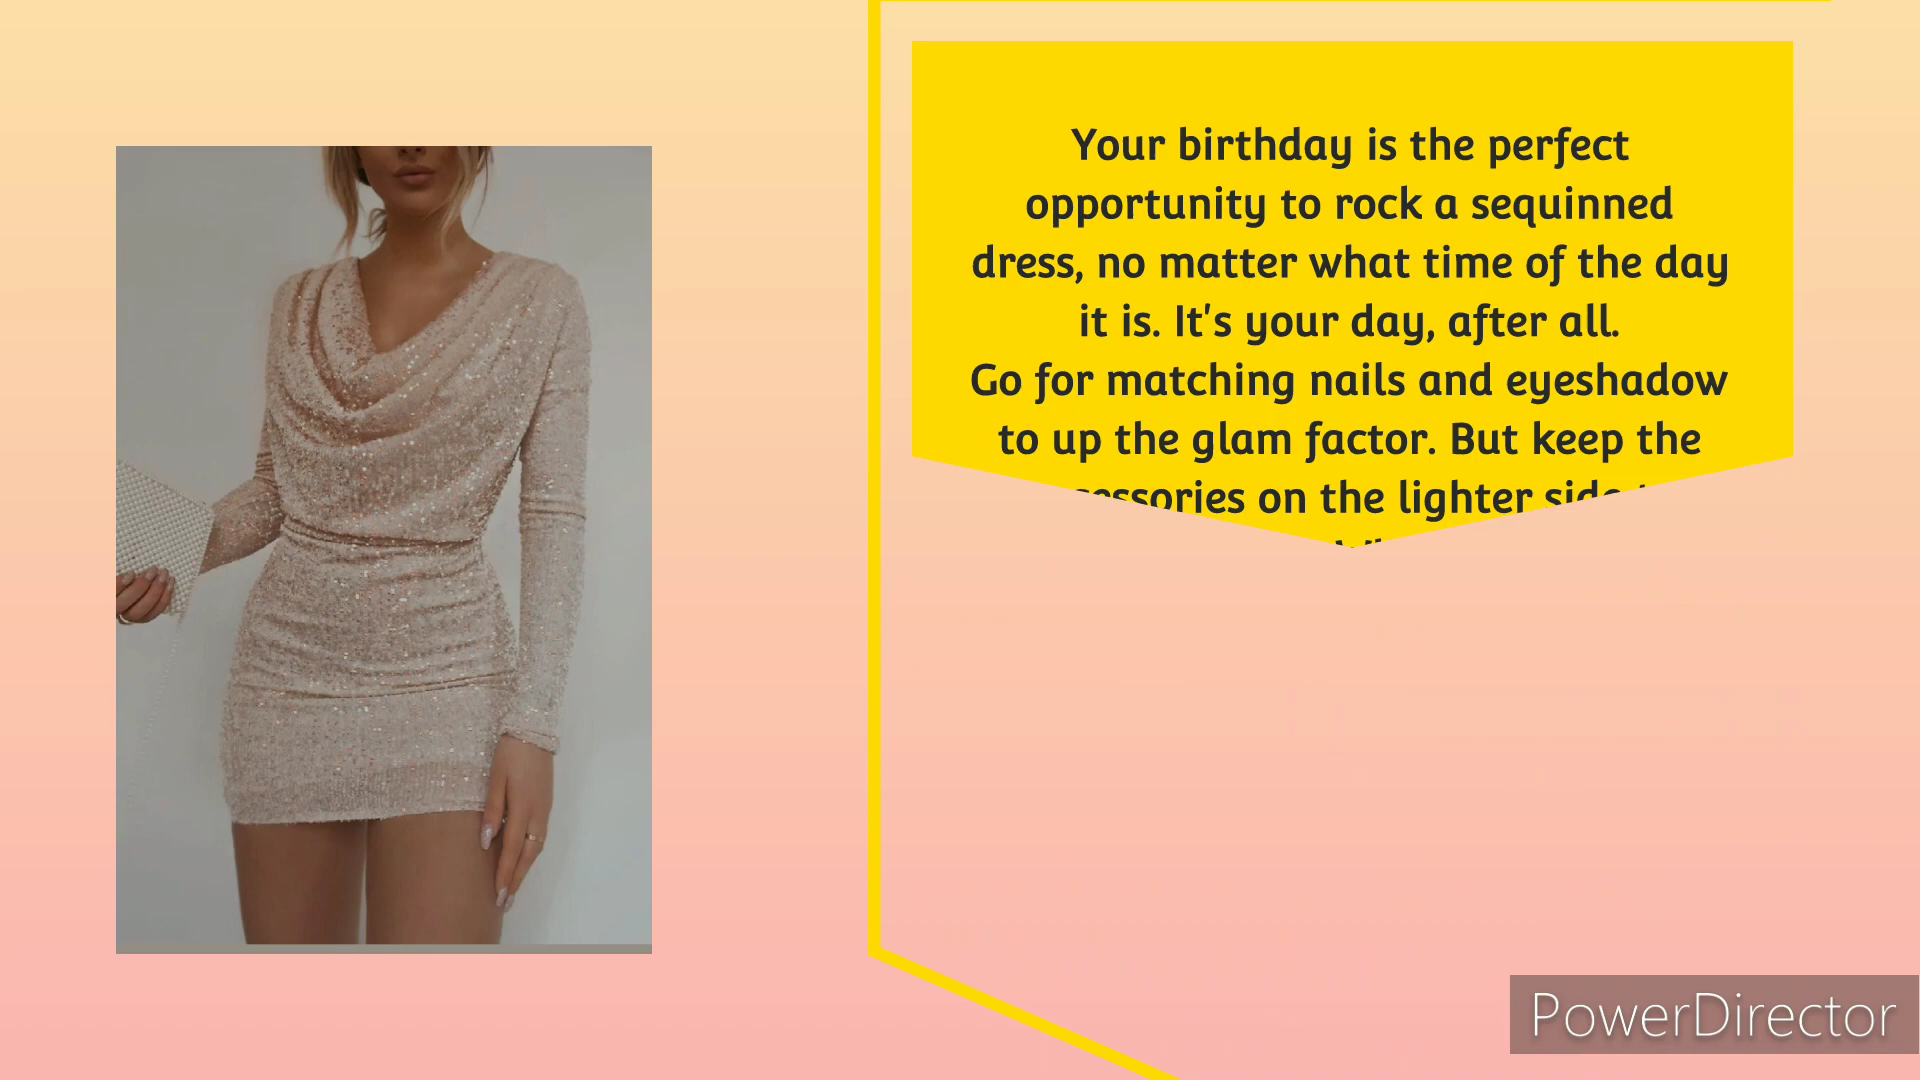 Your birthday is the perfect
opportunity to rock a sequinned
dress, no matter what time of the day
it is. It's your day, after all.
Go for matching nails and eyeshadow
to up the glam factor. But keep the
on the lighter side
PowerDirector